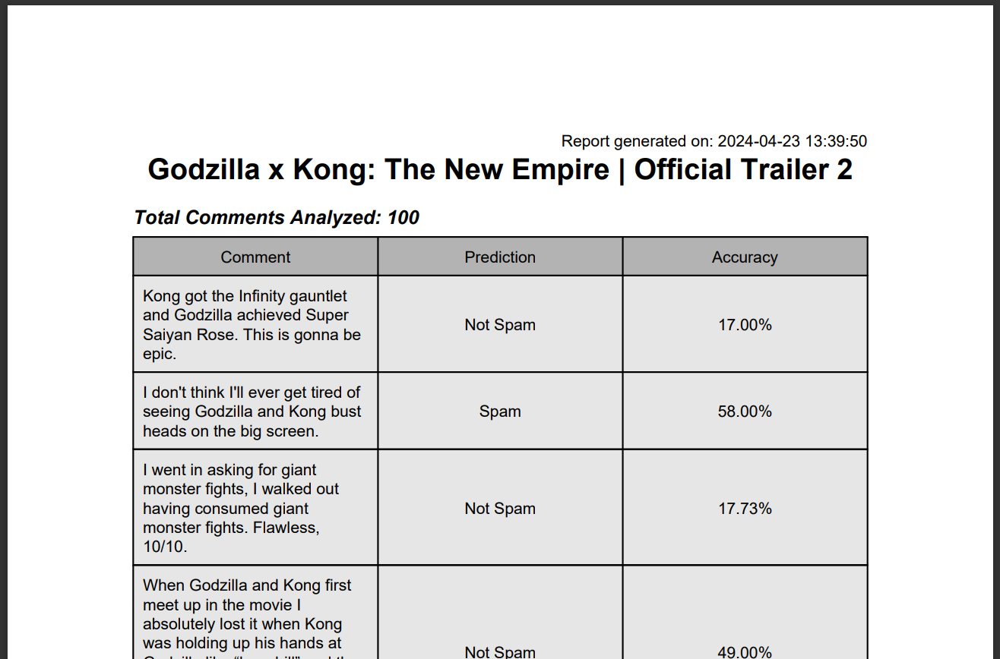 Report generated on: 2024-04-23 13:39:50
Godzilla x Kong: The New Empire | Official Trailer 2
Total Comments Analyzed: 100
Comment Prediction Accuracy
Kong got the Infinity gauntlet
and Godzilla achieved Super
Saiyan Rose. This is gonna be
epic.
Not Spam
17.00%
I don't think I'll ever get tired of
seeing Godzilla and Kong bust
heads on the big screen.
Spam
58.00%
I went in asking for giant
monster fights, I walked out
having consumed giant
monster fights. Flawless,
10/10.
Not Spam
17.73%
When Godzilla and Kong first
meet up in the movie I
absolutely lost it when Kong
was holding up his hands at
Not Spam
49.00%